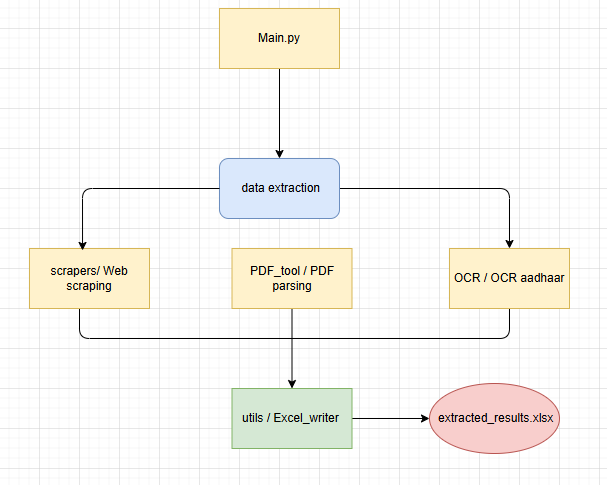 Main.py
data extraction
scrapers/ Web
scraping
PDF_tool / PDF
parsing
OCR / OCR aadhaar
utils / Excel_writer
extracted_results.xlsx